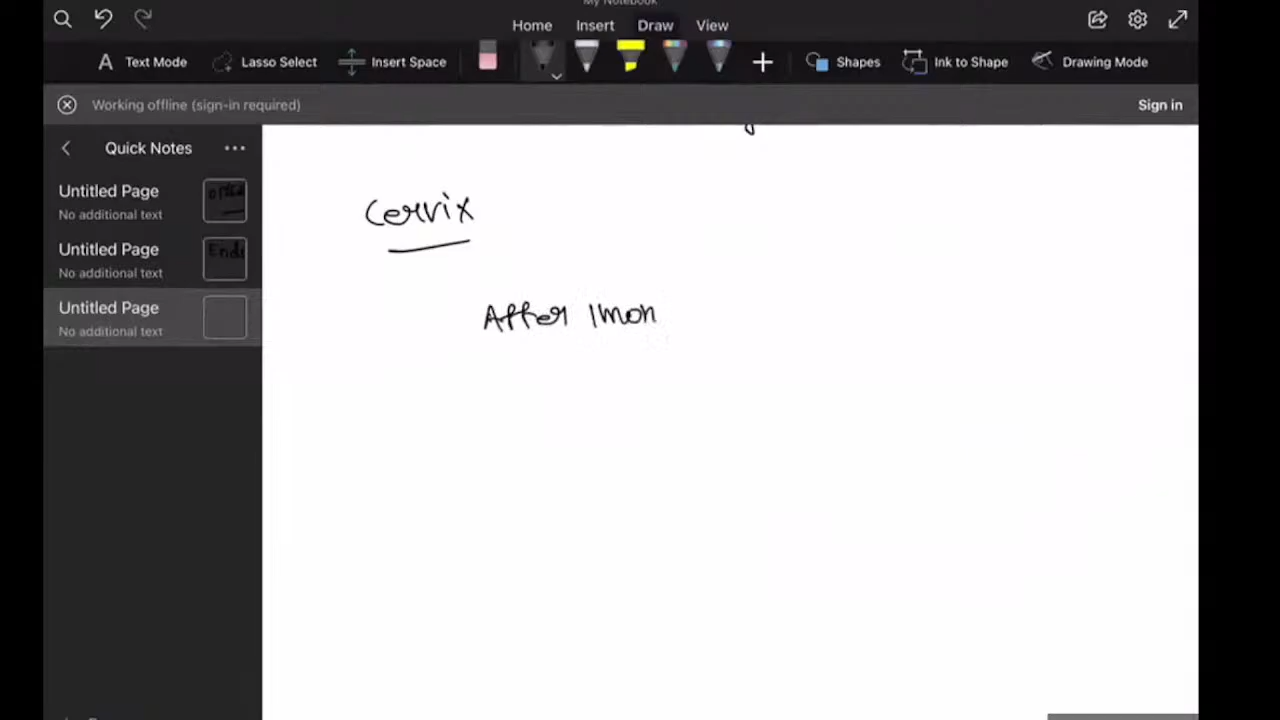 My Notebook
Home Insert Draw View
Text Mode Lasso Select Insert Space Shapes Ink to Shape Drawing Mode
Working offline (sign-in required) Sign in
Quick Notes
Untitled Page
No additional text
Untitled Page
No additional text
Untitled Page
No additional text
Cervix
After 1mon